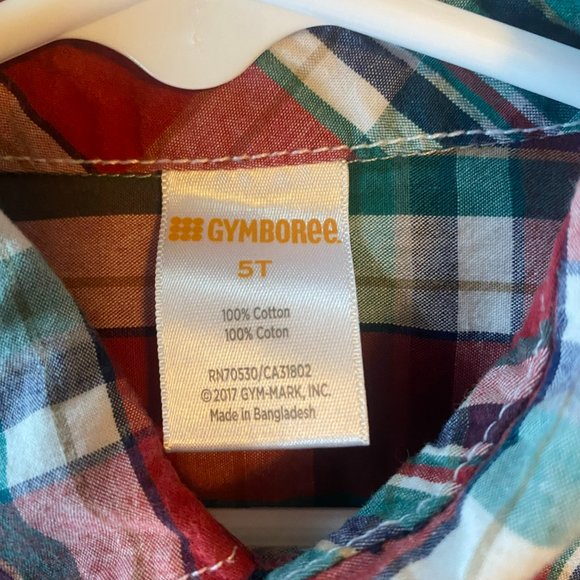 GYMBOREE
5T
100% Cotton
100% Coton
RN70530/CA31802
©2017 GYM-MARK, INC.
Made in Bangladesh